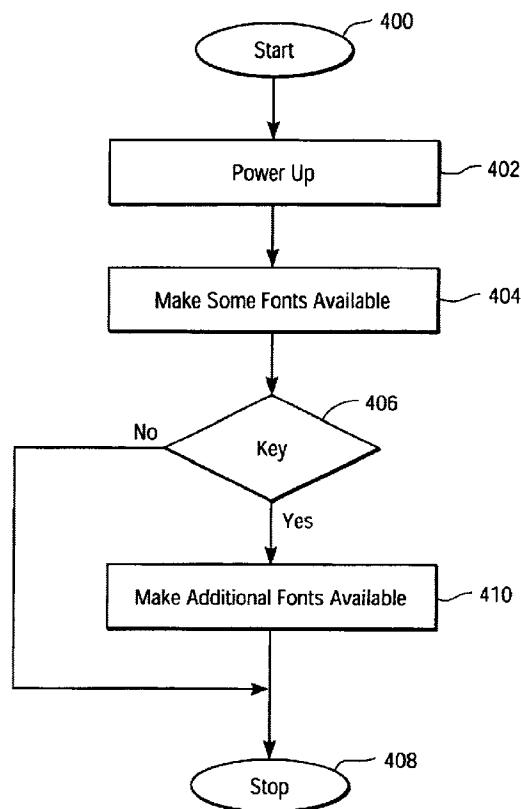 400
Start
Power Up
402
Make Some Fonts Available
404
406
No
Key
Yes
Make Additional Fonts Available
410
408
Stop